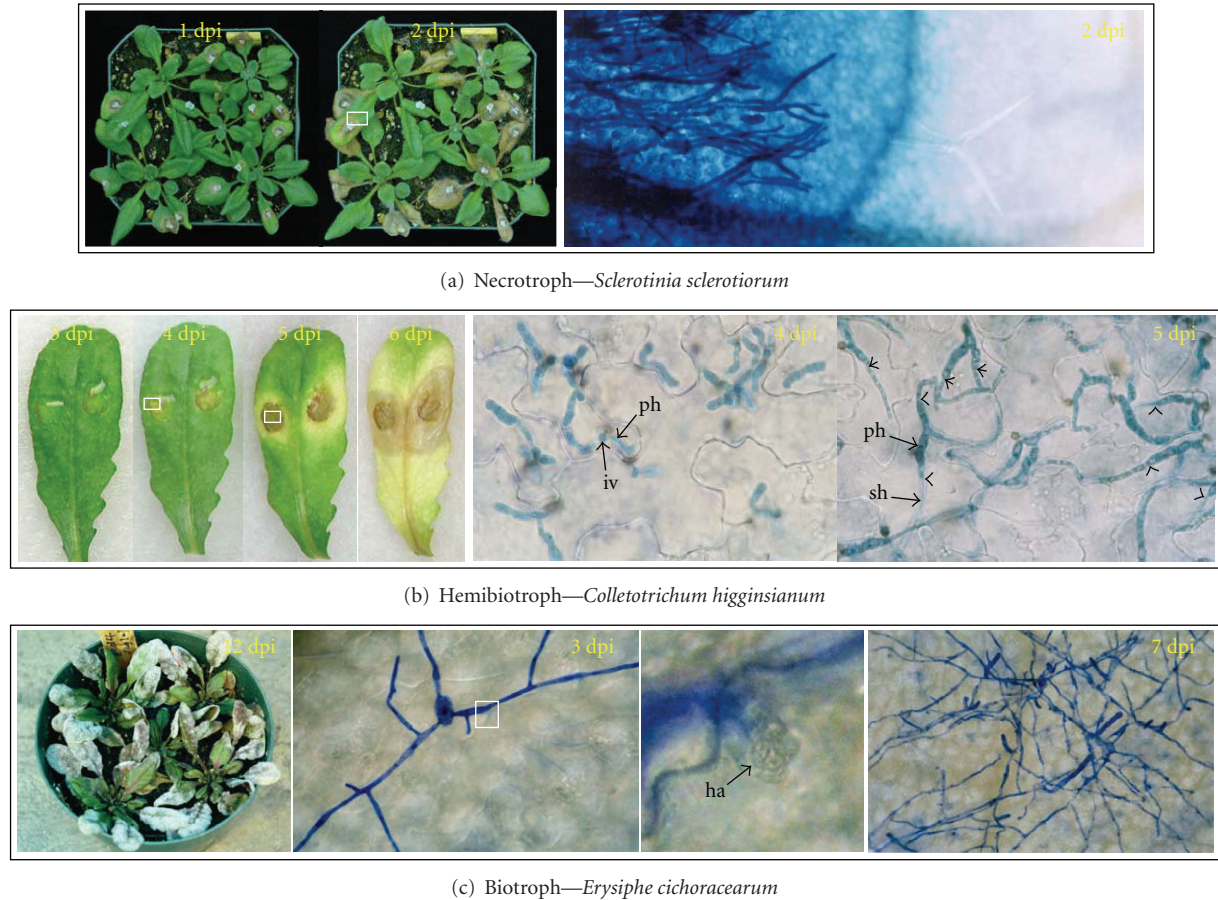 1 dpi
2 dpi
2 dpi
(a) Necrotroph—Sclerotinia sclerotiorum
3 dpi
4 dpi
5 dpi
6 dpi
4 dpi
5 dpi
ph
iv
ph
sh
(b) Hemibiotroph—Colletotrichum higginsianum
22 dpi
3 dpi
7 dpi
ha
(c) Biotroph—Erysiphe cichoracearum